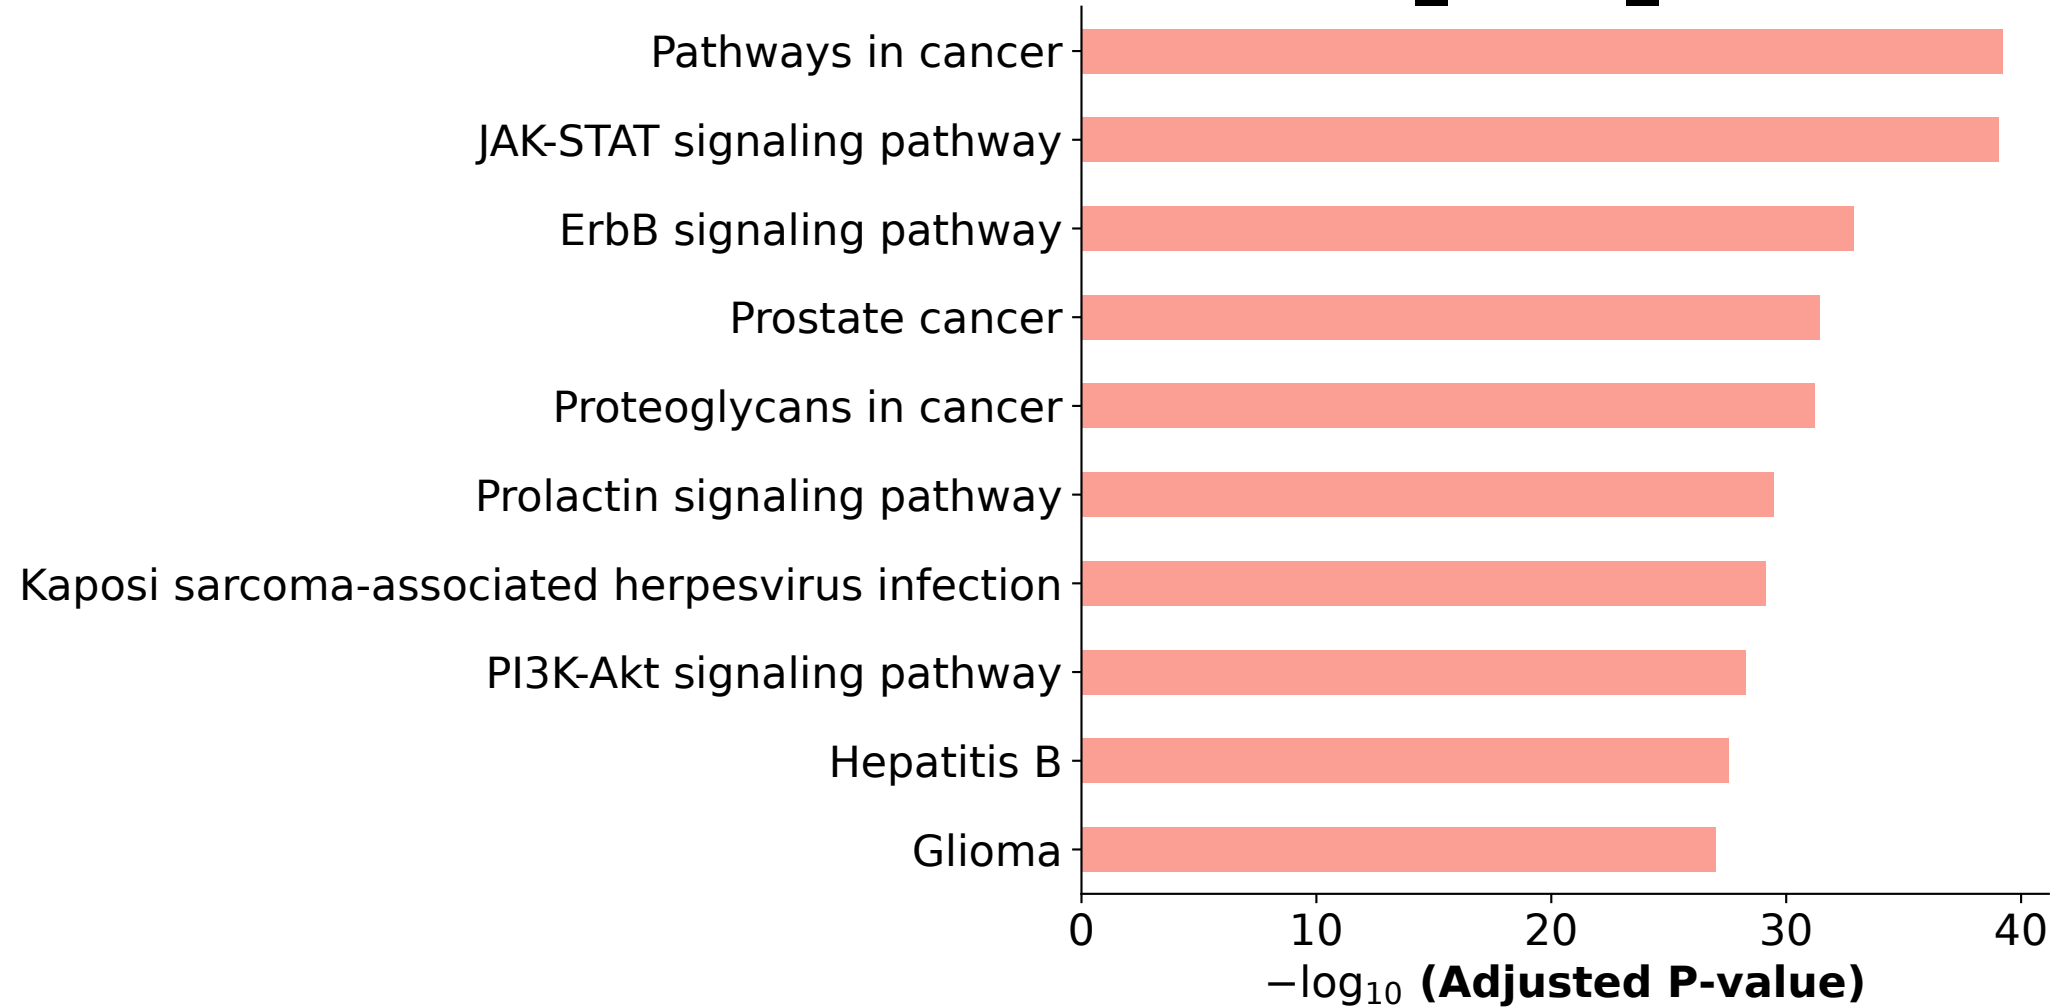 Pathways in cancer
JAK-STAT signaling pathway
ErbB signaling pathway
Prostate cancer
Proteoglycans in cancer
Prolactin signaling pathway
Kaposi sarcoma-associated herpesvirus infection
PI3K-Akt signaling pathway
Hepatitis B
Glioma
0 10 20 30 40
−log₁₀ (Adjusted P-value)